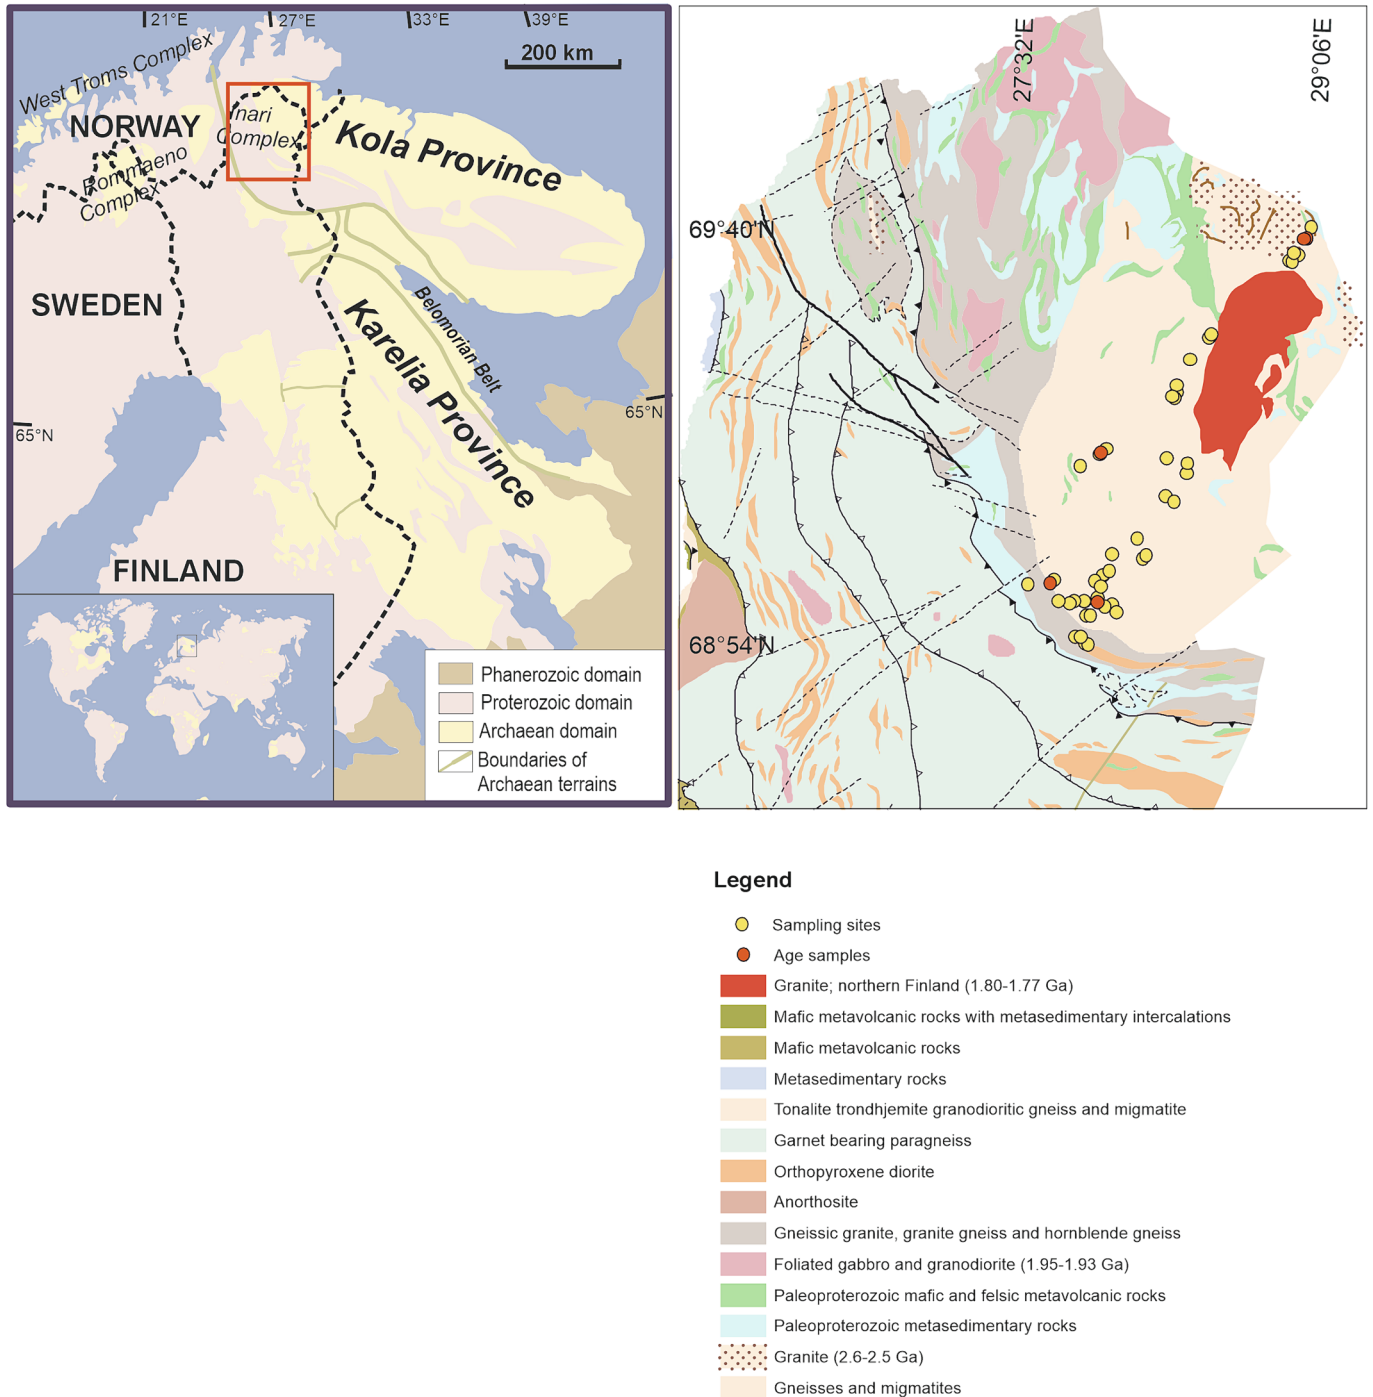 21°E
27°E
33°E
39°E
200 km
West Troms Complex
NORWAY
Inari
Complex
Kola Province
Rommaeno
Complex
SWEDEN
Belomorian Belt
Karelia Province
65°N
65°N
FINLAND
Phanerozoic domain
Proterozoic domain
Archaean domain
Boundaries of
Archaean terrains
27°32'E
29°06'E
69°40'N
68°54'N
Legend
Sampling sites
Age samples
Granite; northern Finland (1.80-1.77 Ga)
Mafic metavolcanic rocks with metasedimentary intercalations
Mafic metavolcanic rocks
Metasedimentary rocks
Tonalite trondhjemite granodioritic gneiss and migmatite
Garnet bearing paragneiss
Orthopyroxene diorite
Anorthosite
Gneissic granite, granite gneiss and hornblende gneiss
Foliated gabbro and granodiorite (1.95-1.93 Ga)
Paleoproterozoic mafic and felsic metavolcanic rocks
Paleoproterozoic metasedimentary rocks
Granite (2.6-2.5 Ga)
Gneisses and migmatites